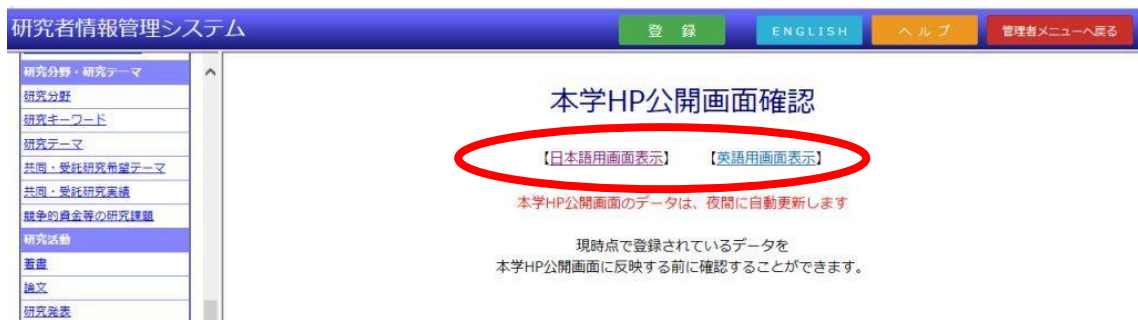 研究者情報管理システム
登 録
ENGLISH
ヘルプ
管理者メニューへ戻る
研究分野・研究テーマ
研究分野
研究キーワード
研究テーマ
共同・受託研究希望テーマ
共同・受託研究実績
競争的資金等の研究課題
研究活動
著書
論文
研究発表
本学HP公開画面確認
【日本語用画面表示】 【英語用画面表示】
本学HP公開画面のデータは、夜間に自動更新します
現時点で登録されているデータを
本学HP公開画面に反映する前に確認することができます。